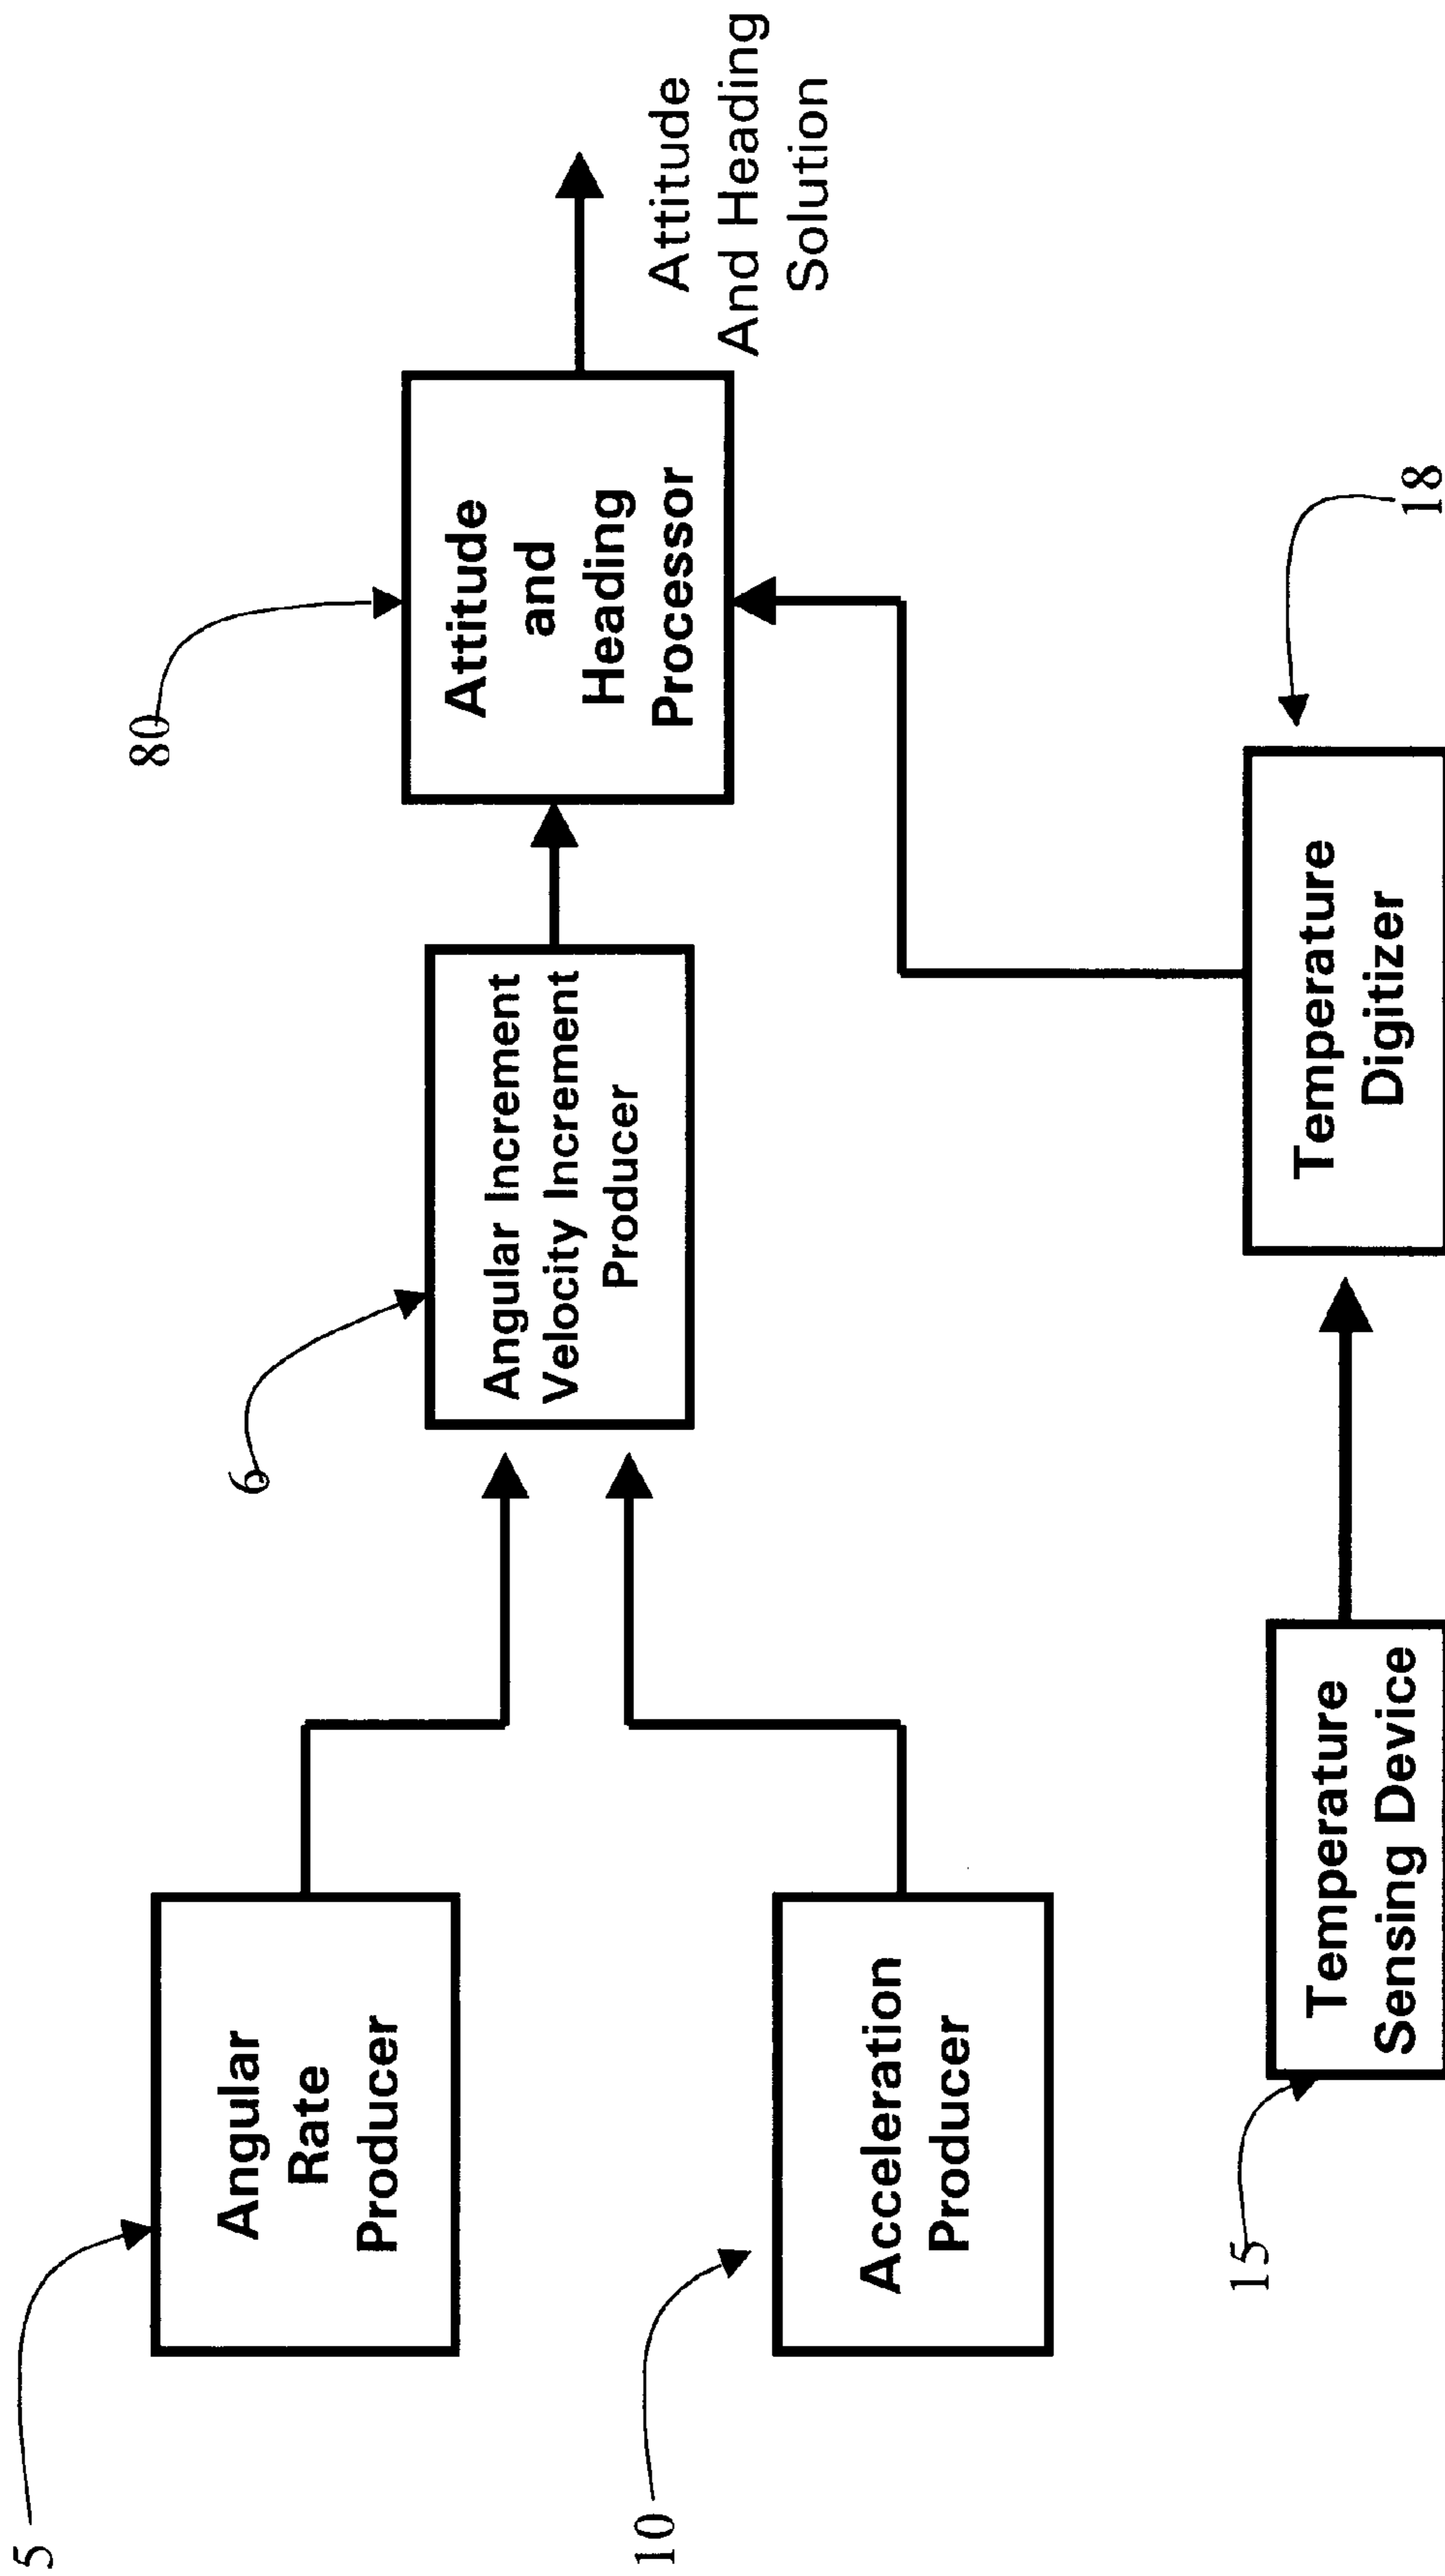 5
Angular
Rate
Producer
10
Acceleration
Producer
15
Temperature
Sensing Device
6
Angular Increment
Velocity Increment
Producer
80
Attitude
and
Heading
Processor
18
Temperature
Digitizer
Attitude
And Heading
Solution